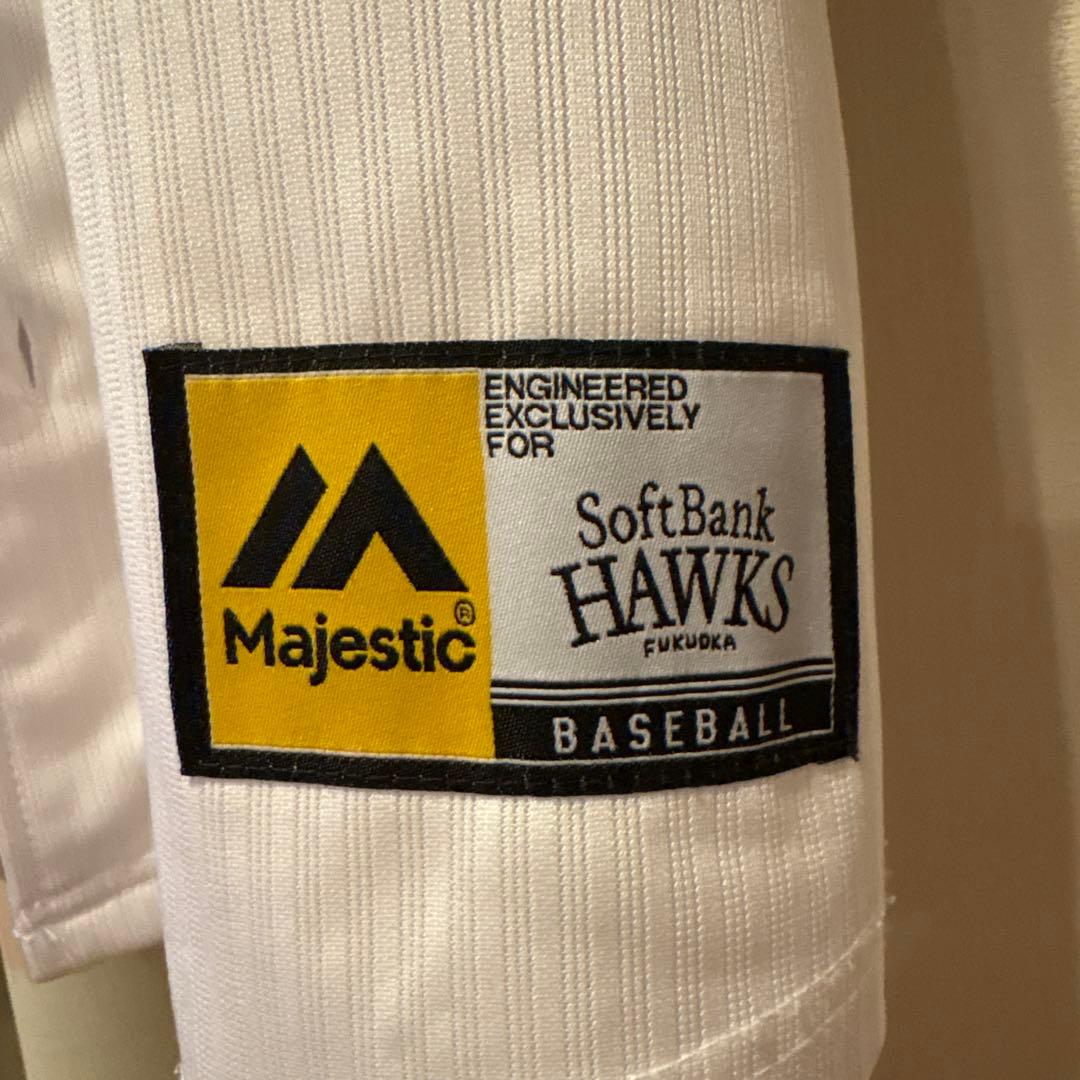 ENGINEERED
EXCLUSIVELY
FOR
Majestic®
SoftBank
HAWKS
FUKUOKA
BASEBALL